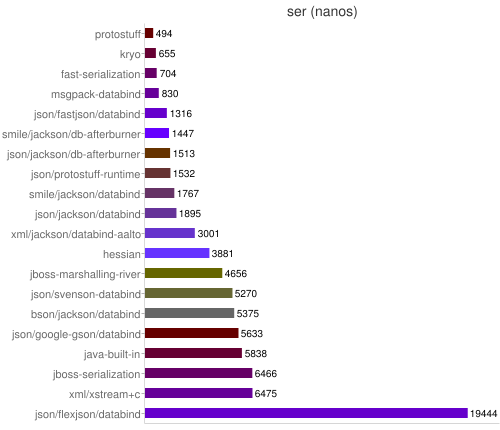 ser (nanos)
protostuff 494
kryo 655
fast-serialization 704
msgpack-databind 830
json/fastjson/databind 1316
smile/jackson/db-afterburner 1447
json/jackson/db-afterburner 1513
json/protostuff-runtime 1532
smile/jackson/databind 1767
json/jackson/databind 1895
xml/jackson/databind-aalto 3001
hessian 3881
jboss-marshalling-river 4656
json/svenson-databind 5270
bson/jackson/databind 5375
json/google-gson/databind 5633
java-built-in 5838
jboss-serialization 6466
xml/xstream+c 6475
json/flexjson/databind 19444